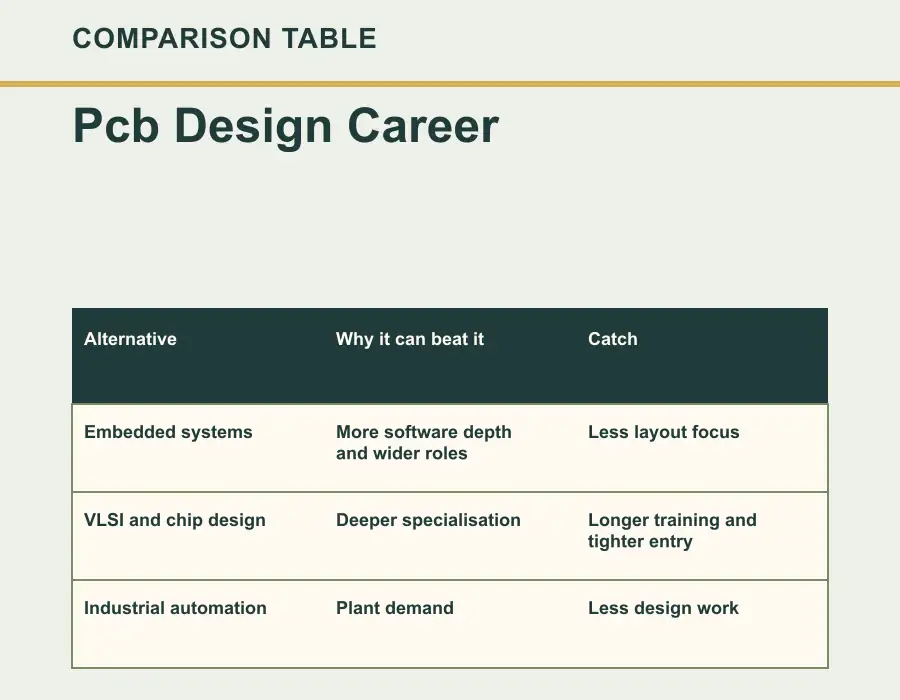 COMPARISON TABLE
Pcb Design Career
Alternative
Why it can beat it
Catch
Embedded systems
More software depth
and wider roles
Less layout focus
VLSI and chip design
Deeper specialisation
Longer training and
tighter entry
Industrial automation
Plant demand
Less design work